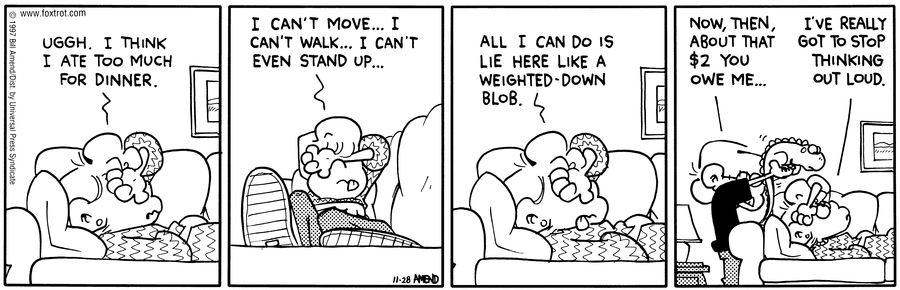 www.foxtrot.com
© 1997 Bill Amend/Dist. by Universal Press Syndicate
UGGH. I THINK
I ATE TOO MUCH
FOR DINNER.
I CAN'T MOVE... I
CAN'T WALK... I CAN'T
EVEN STAND UP...
11-28 AMEND
ALL I CAN DO IS
LIE HERE LIKE A
WEIGHTED-DOWN
BLOB.
NOW, THEN,
ABOUT THAT
$2 YOU
OWE ME...
I'VE REALLY
GOT TO STOP
THINKING
OUT LOUD.